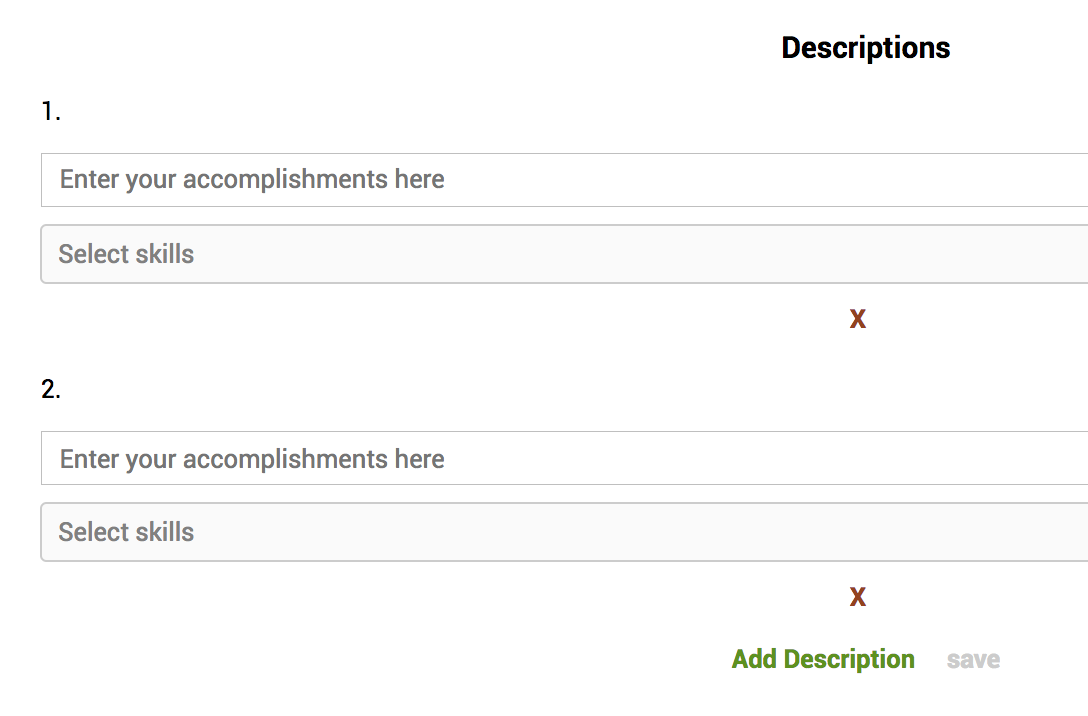 Descriptions
1.
Enter your accomplishments here
Select skills
X
2.
Enter your accomplishments here
Select skills
X
Add Description save